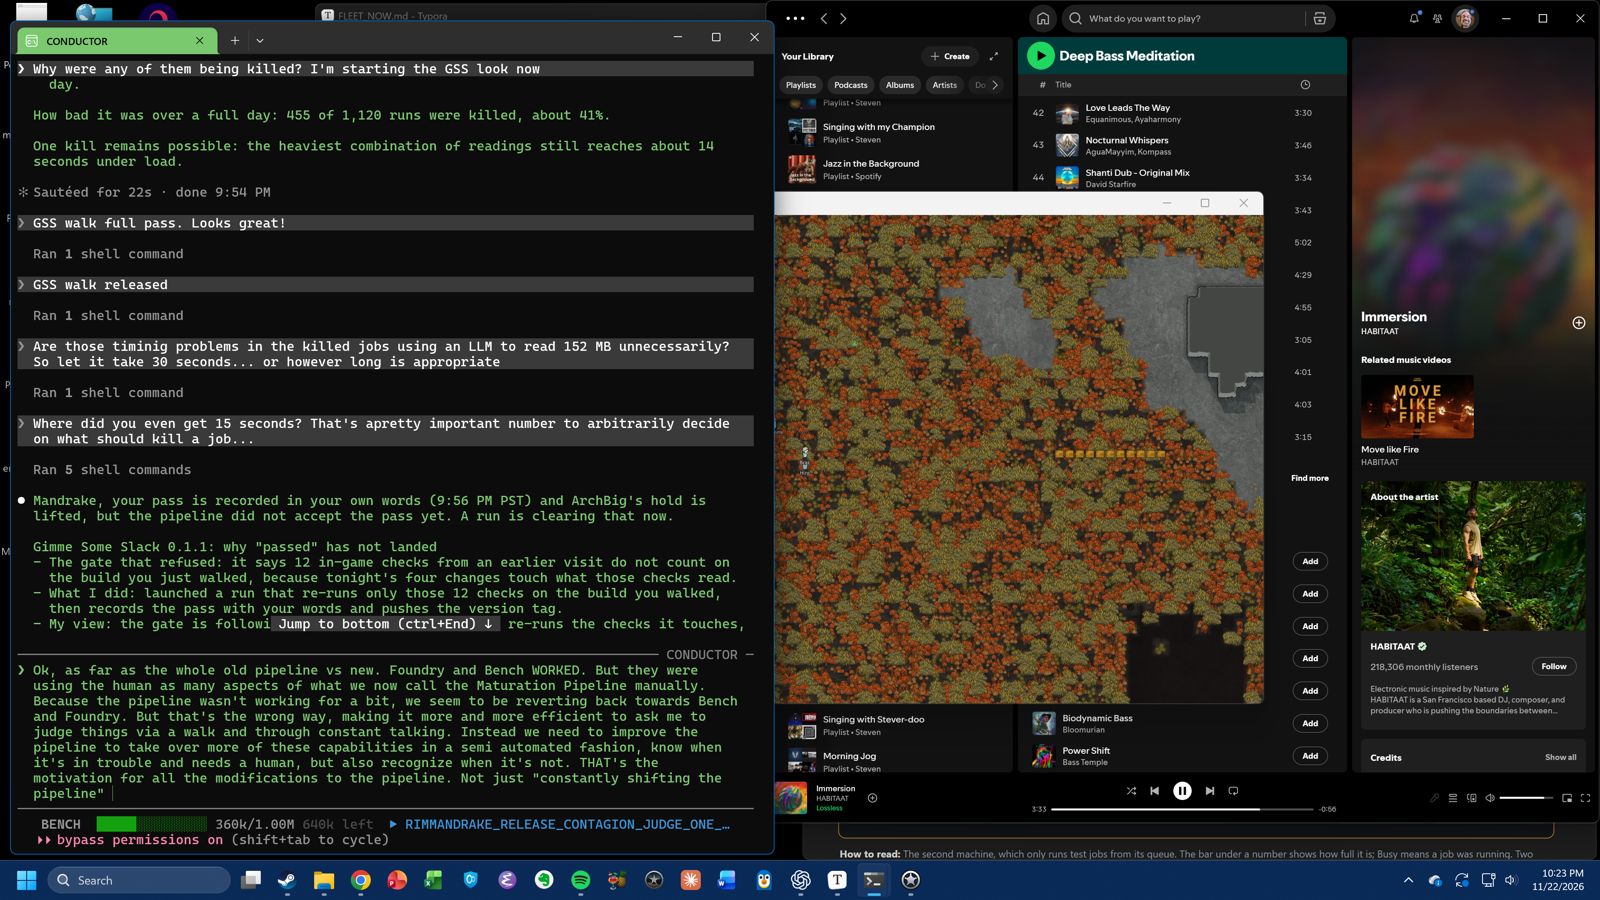 FLEET_NOW.md - Typora
CONDUCTOR
❯ Why were any of them being killed? I'm starting the GSS look now
day.
How bad it was over a full day: 455 of 1,120 runs were killed, about 41%.
One kill remains possible: the heaviest combination of readings still reaches about 14
seconds under load.
✻ Sautéed for 22s · done 9:54 PM
❯ GSS walk full pass. Looks great!
Ran 1 shell command
❯ GSS walk released
Ran 1 shell command
❯ Are those timinig problems in the killed jobs using an LLM to read 152 MB unnecessarily?
So let it take 30 seconds... or however long is appropriate
Ran 1 shell command
❯ Where did you even get 15 seconds? That's apretty important number to arbitrarily decide
on what should kill a job...
Ran 5 shell commands
● Mandrake, your pass is recorded in your own words (9:56 PM PST) and ArchBig's hold is
lifted, but the pipeline did not accept the pass yet. A run is clearing that now.
Gimme Some Slack 0.1.1: why "passed" has not landed
- The gate that refused: it says 12 in-game checks from an earlier visit do not count on
the build you just walked, because tonight's four changes touch what those checks read.
- What I did: launched a run that re-runs only those 12 checks on the build you walked,
then records the pass with your words and pushes the version tag.
- My view: the gate is followi Jump to bottom (ctrl+End) ↓ re-runs the checks it touches,
CONDUCTOR
❯ Ok, as far as the whole old pipeline vs new. Foundry and Bench WORKED. But they were
using the human as many aspects of what we now call the Maturation Pipeline manually.
Because the pipeline wasn't working for a bit, we seem to be reverting back towards Bench
and Foundry. But that's the wrong way, making it more and more efficient to ask me to
judge things via a walk and through constant talking. Instead we need to improve the
pipeline to take over more of these capabilities in a semi automated fashion, know when
it's in trouble and needs a human, but also recognize when it's not. THAT's the
motivation for all the modifications to the pipeline. Not just "constantly shifting the
pipeline"
BENCH 360k/1.00M 640k left ▶ RIMMANDRAKE_RELEASE_CONTAGION_JUDGE_ONE_…
⏵⏵ bypass permissions on (shift+tab to cycle)
What do you want to play?
Your Library
Create
Playlists
Podcasts
Albums
Artists
Do
Playlist • Steven
Singing with my Champion
Playlist • Steven
Jazz in the Background
Playlist • Spotify
Singing with Stever-doo
Playlist • Steven
Morning Jog
Playlist • Steven
Deep Bass Meditation
# Title
42 Love Leads The Way 3:30
Equanimous, Ayaharmony
43 Nocturnal Whispers 3:46
AguaMayyim, Kompass
44 Shanti Dub - Original Mix 3:34
David Starfire
3:43
5:02
4:29
4:55
3:05
4:01
4:03
3:15
Find more
Add
Add
Add
Add
Add
Biodynamic Bass Add
Bloomurian
Power Shift Add
Bass Temple
Immersion
HABITAAT
Related music videos
MOVE
LIKE
FIRE
Move like Fire
HABITAAT
About the artist
HABITAAT
218,306 monthly listeners
Follow
Electronic music inspired by Nature
HABITAAT is a San Francisco based DJ, composer, and
producer who is pushing the boundaries between...
Credits
Show all
Immersion
HABITAAT
Lossless
3:33
-0:56
How to read: The second machine, which only runs test jobs from its queue. The bar under a number shows how full it is; Busy means a job was running. Two
Search
10:23 PM
11/22/2026